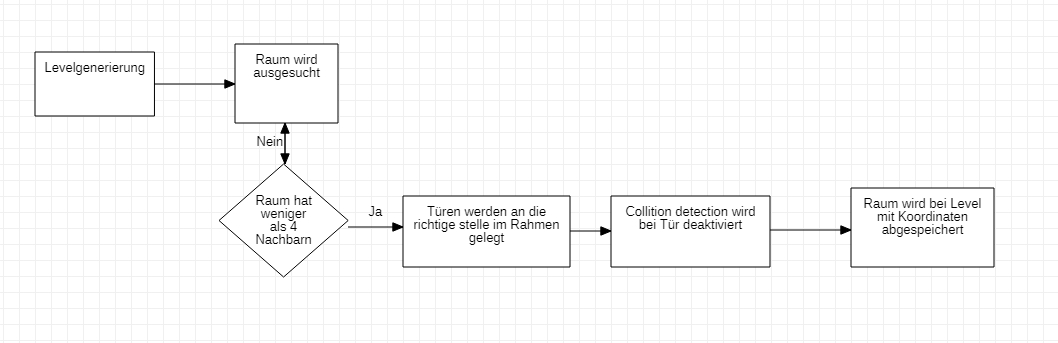 Levelgenerierung
Raum wird
ausgesucht
Nein
Raum hat
weniger
als 4
Nachbarn
Ja
Türen werden an die
richtige stelle im Rahmen
gelegt
Collition detection wird
bei Tür deaktiviert
Raum wird bei Level
mit Koordinaten
abgespeichert